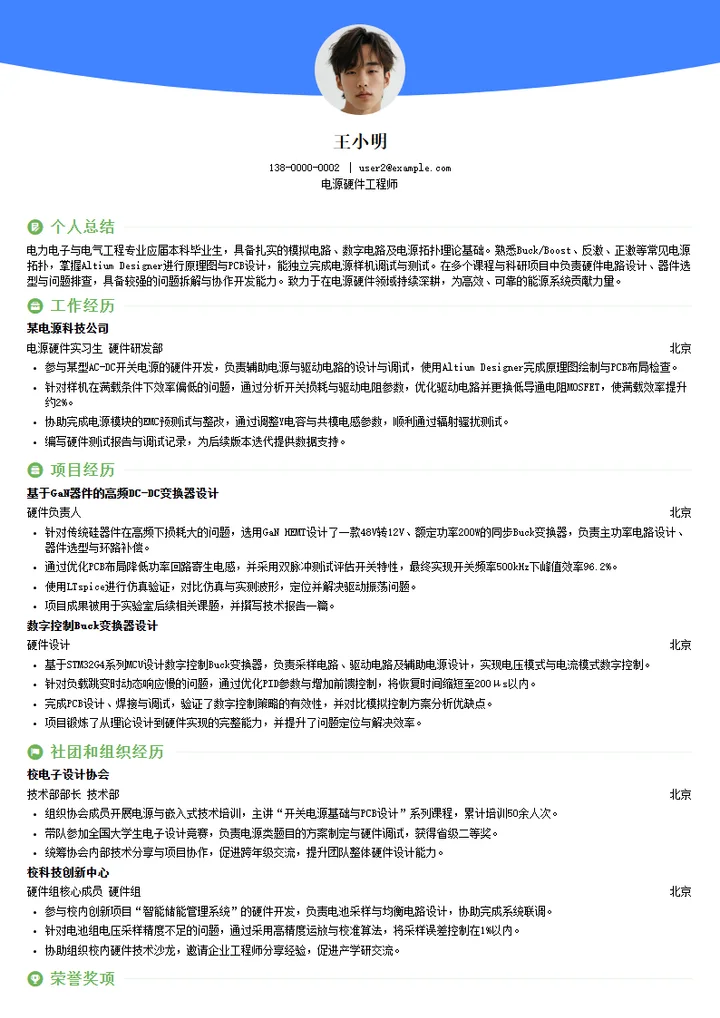 王小明
138-0000-0002 | user2@example.com
电源硬件工程师
个人总结
电力电子与电气工程专业应届本科毕业生，具备扎实的模拟电路、数字电路及电源拓扑理论基础。熟悉Buck/Boost、反激、正激等常见电源
拓扑，掌握Altium Designer进行原理图与PCB设计，能独立完成电源样机调试与测试。在多个课程与科研项目中负责硬件电路设计、器件选
型与问题排查，具备较强的问题拆解与协作开发能力。致力于在电源硬件领域持续深耕，为高效、可靠的能源系统贡献力量。
工作经历
某电源科技公司
电源硬件实习生 硬件研发部 北京
• 参与某型AC-DC开关电源的硬件开发，负责辅助电源与驱动电路的设计与调试，使用Altium Designer完成原理图绘制与PCB布局检查。
• 针对样机在满载条件下效率偏低的问题，通过分析开关损耗与驱动电阻参数，优化驱动电路并更换低导通电阻MOSFET，使满载效率提升
约2%。
• 协助完成电源模块的EMC预测试与整改，通过调整Y电容与共模电感参数，顺利通过辐射骚扰测试。
• 编写硬件测试报告与调试记录，为后续版本迭代提供数据支持。
项目经历
基于GaN器件的高频DC-DC变换器设计
硬件负责人 北京
• 针对传统硅器件在高频下损耗大的问题，选用GaN HEMT设计了一款48V转12V、额定功率200W的同步Buck变换器，负责主功率电路设计、
器件选型与环路补偿。
• 通过优化PCB布局降低功率回路寄生电感，并采用双脉冲测试评估开关特性，最终实现开关频率500kHz下峰值效率96.2%。
• 使用LTspice进行仿真验证，对比仿真与实测波形，定位并解决驱动振荡问题。
• 项目成果被用于实验室后续相关课题，并撰写技术报告一篇。
数字控制Buck变换器设计
硬件设计 北京
• 基于STM32G4系列MCU设计数字控制Buck变换器，负责采样电路、驱动电路及辅助电源设计，实现电压模式与电流模式数字控制。
• 针对负载跳变时动态响应慢的问题，通过优化PID参数与增加前馈控制，将恢复时间缩短至200μs以内。
• 完成PCB设计、焊接与调试，验证了数字控制策略的有效性，并对比模拟控制方案分析优缺点。
• 项目锻炼了从理论设计到硬件实现的完整能力，并提升了问题定位与解决效率。
社团和组织经历
校电子设计协会
技术部部长 技术部 北京
• 组织协会成员开展电源与嵌入式技术培训，主讲“开关电源基础与PCB设计”系列课程，累计培训50余人次。
• 带队参加全国大学生电子设计竞赛，负责电源类题目的方案制定与硬件调试，获得省级二等奖。
• 统筹协会内部技术分享与项目协作，促进跨年级交流，提升团队整体硬件设计能力。
校科技创新中心
硬件组核心成员 硬件组 北京
• 参与校内创新项目“智能储能管理系统”的硬件开发，负责电池采样与均衡电路设计，协助完成系统联调。
• 针对电池组电压采样精度不足的问题，通过采用高精度运放与校准算法，将采样误差控制在1%以内。
• 协助组织校内硬件技术沙龙，邀请企业工程师分享经验，促进产学研交流。
荣誉奖项